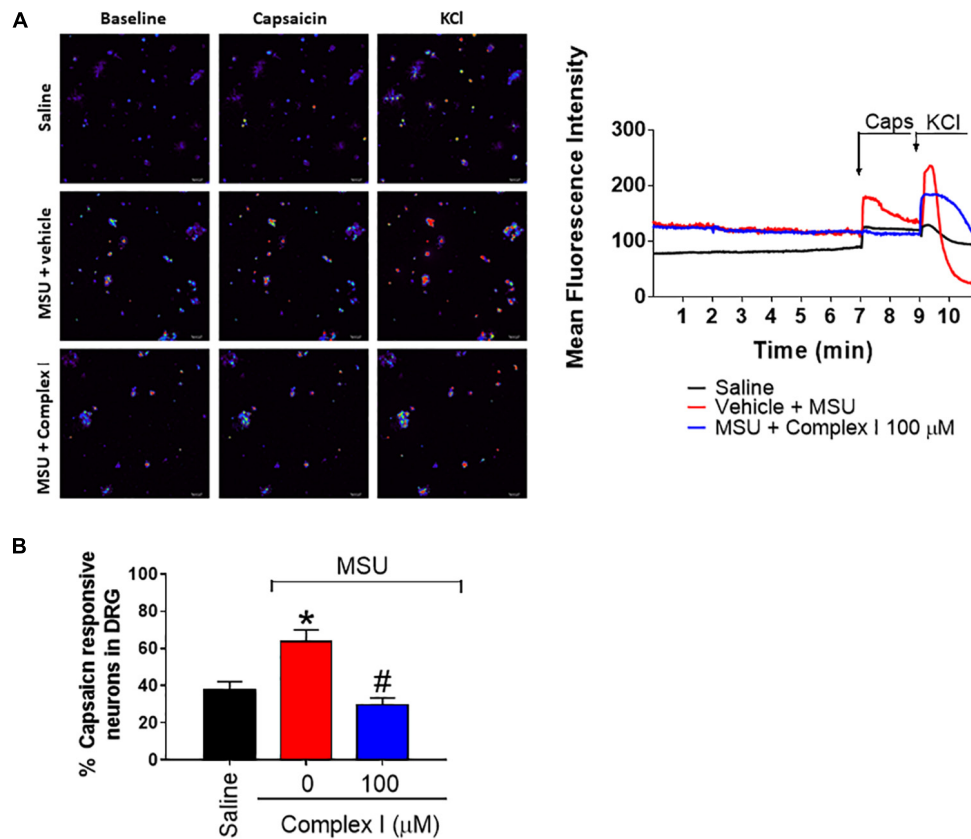 A
Baseline
Capsaicin
KCl
Saline
MSU + vehicle
MSU + Complex I
Mean Fluorescence Intensity
300
200
100
0
Caps
KCl
1 2 3 4 5 6 7 8 9 10
Time (min)
Saline
Vehicle + MSU
MSU + Complex I 100 μM
B
% Capsaicn responsive
neurons in DRG
100
80
60
40
20
0
MSU
*
#
Saline
0
100
Complex I (μM)